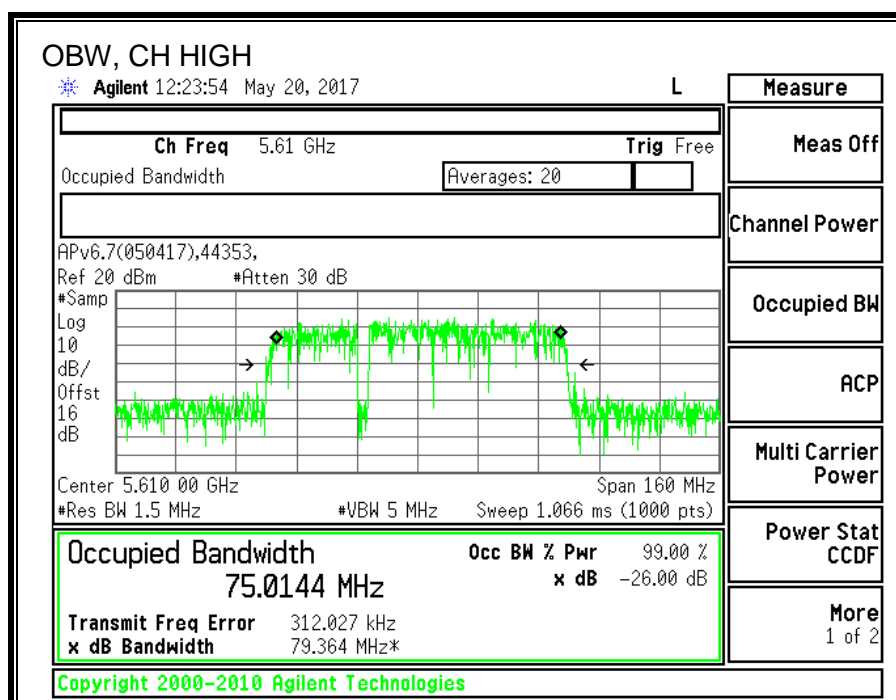 OBW, CH HIGH
Agilent 12:23:54 May 20, 2017 L
Measure
Ch Freq 5.61 GHz Trig Free
Meas Off
Occupied Bandwidth Averages: 20
Channel Power
APv6.7(050417),44353,
Ref 20 dBm #Atten 30 dB
#Samp
Log
10
dB/
Offst
16
dB
Occupied BW
ACP
Multi Carrier
Power
Center 5.610 00 GHz Span 160 MHz
#Res BW 1.5 MHz #VBW 5 MHz Sweep 1.066 ms (1000 pts)
Power Stat
CCDF
Occupied Bandwidth Occ BW % Pwr 99.00 %
75.0144 MHz x dB -26.00 dB
Transmit Freq Error 312.027 kHz
x dB Bandwidth 79.364 MHz*
More
1 of 2
Copyright 2000-2010 Agilent Technologies